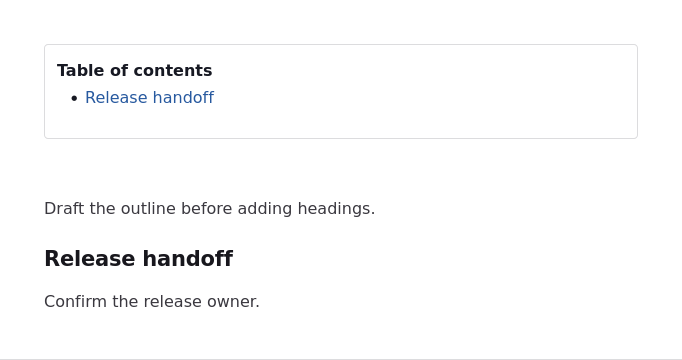 Table of contents
• Release handoff
Draft the outline before adding headings.
Release handoff
Confirm the release owner.